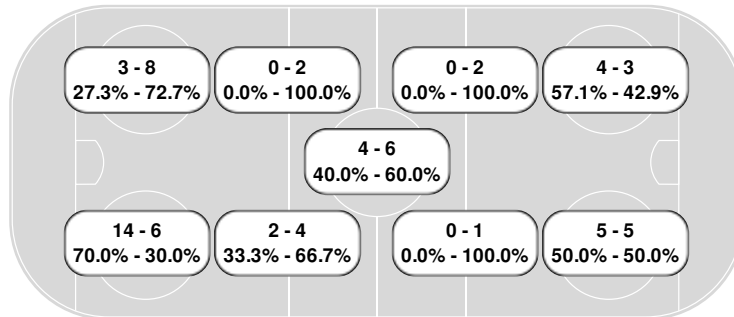 3 - 8
27.3% - 72.7%
0 - 2
0.0% - 100.0%
0 - 2
0.0% - 100.0%
4 - 3
57.1% - 42.9%
4 - 6
40.0% - 60.0%
14 - 6
70.0% - 30.0%
2 - 4
33.3% - 66.7%
0 - 1
0.0% - 100.0%
5 - 5
50.0% - 50.0%